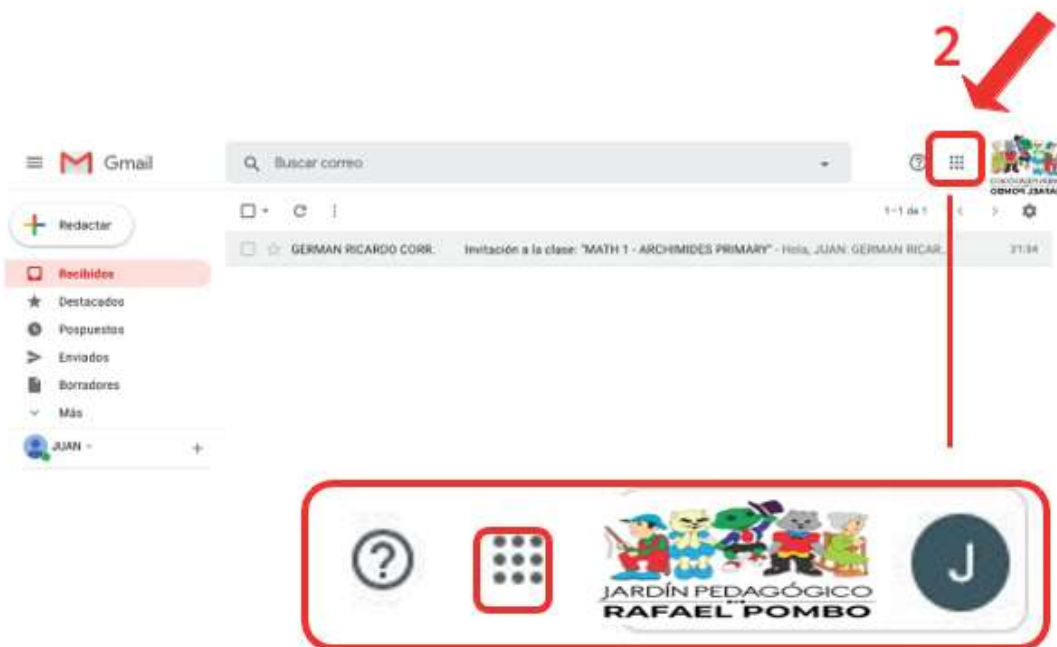 2
Gmail
Buscar correo
Redactar
1–1 de 1
GERMAN RICARDO CORR. Invitación a la clase: "MATH 1 - ARCHIMIDES PRIMARY" - Hola, JUAN: GERMAN RICAR... 21:34
Recibidos
Destacados
Pospuestos
Enviados
Borradores
Más
JUAN
J
JARDÍN PEDAGÓGICO
RAFAEL POMBO